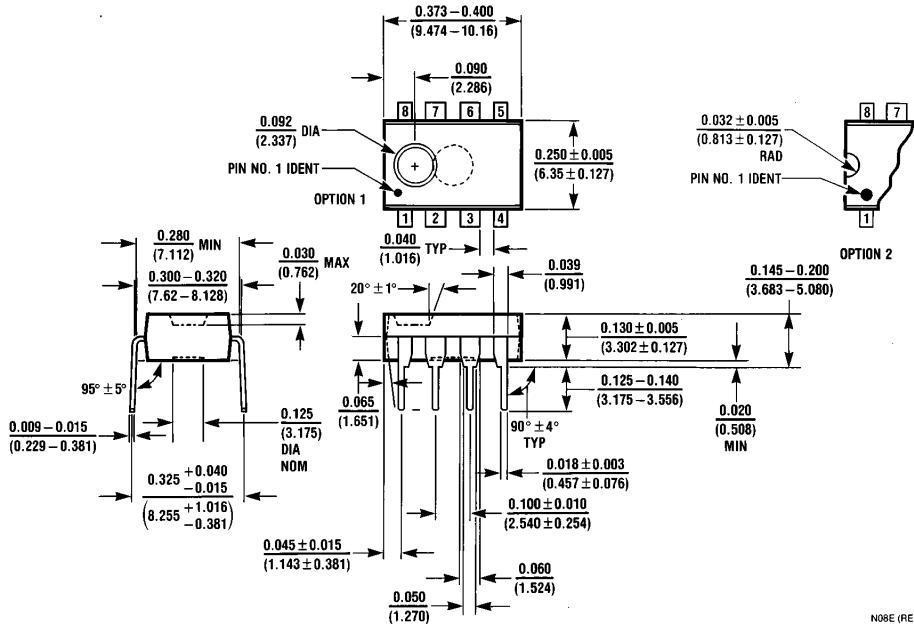 0.373 – 0.400
(9.474 – 10.16)
0.090
(2.286)
8 7 6 5
0.092 DIA
(2.337)
PIN NO. 1 IDENT
OPTION 1
+
1 2 3 4
0.250 ± 0.005
(6.35 ± 0.127)
0.032 ± 0.005
(0.813 ± 0.127)
RAD
PIN NO. 1 IDENT
8 7
1
OPTION 2
0.280 MIN
(7.112)
0.300 – 0.320
(7.62 – 8.128)
0.030 MAX
(0.762)
0.040 TYP
(1.016)
0.039
(0.991)
20° ± 1°
0.145 – 0.200
(3.683 – 5.080)
0.130 ± 0.005
(3.302 ± 0.127)
0.125 – 0.140
(3.175 – 3.556)
0.020
(0.508)
MIN
95° ± 5°
0.009 – 0.015
(0.229 – 0.381)
0.125
(3.175)
DIA
NOM
0.065
(1.651)
90° ± 4°
TYP
0.018 ± 0.003
(0.457 ± 0.076)
0.325 +0.040
−0.015
(8.255 +1.016
−0.381)
0.100 ± 0.010
(2.540 ± 0.254)
0.045 ± 0.015
(1.143 ± 0.381)
0.060
(1.524)
0.050
(1.270)
N08E (RE